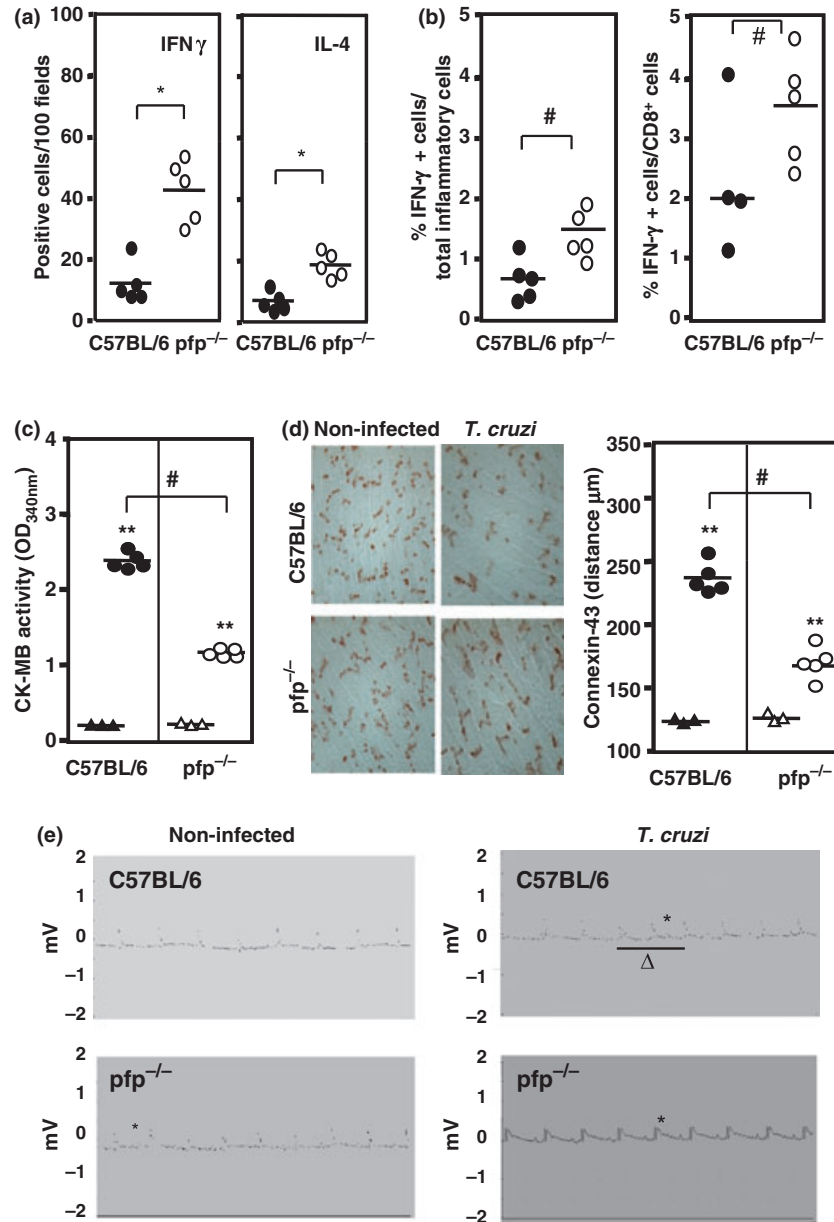 (a)
IFNγ
IL-4
*
*
Positive cells/100 fields
100
80
60
40
20
0
C57BL/6 pfp−/−
C57BL/6 pfp−/−
(b)
#
#
% IFN-γ + cells/
total inflammatory cells
5
4
3
2
1
0
C57BL/6 pfp−/−
% IFN-γ + cells/CD8+ cells
5
4
3
2
1
0
C57BL/6 pfp−/−
(c)
CK-MB activity (OD340nm)
4
3
2
1
0
#
**
**
C57BL/6
pfp−/−
(d)
Non-infected
T. cruzi
C57BL/6
pfp−/−
Connexin-43 (distance μm)
350
300
250
200
150
100
#
**
**
C57BL/6
pfp−/−
(e)
Non-infected
T. cruzi
mV
2
1
0
−1
−2
C57BL/6
mV
2
1
0
−1
−2
C57BL/6
*
Δ
mV
2
1
0
−1
−2
pfp−/−
*
mV
2
1
0
−1
−2
pfp−/−
*